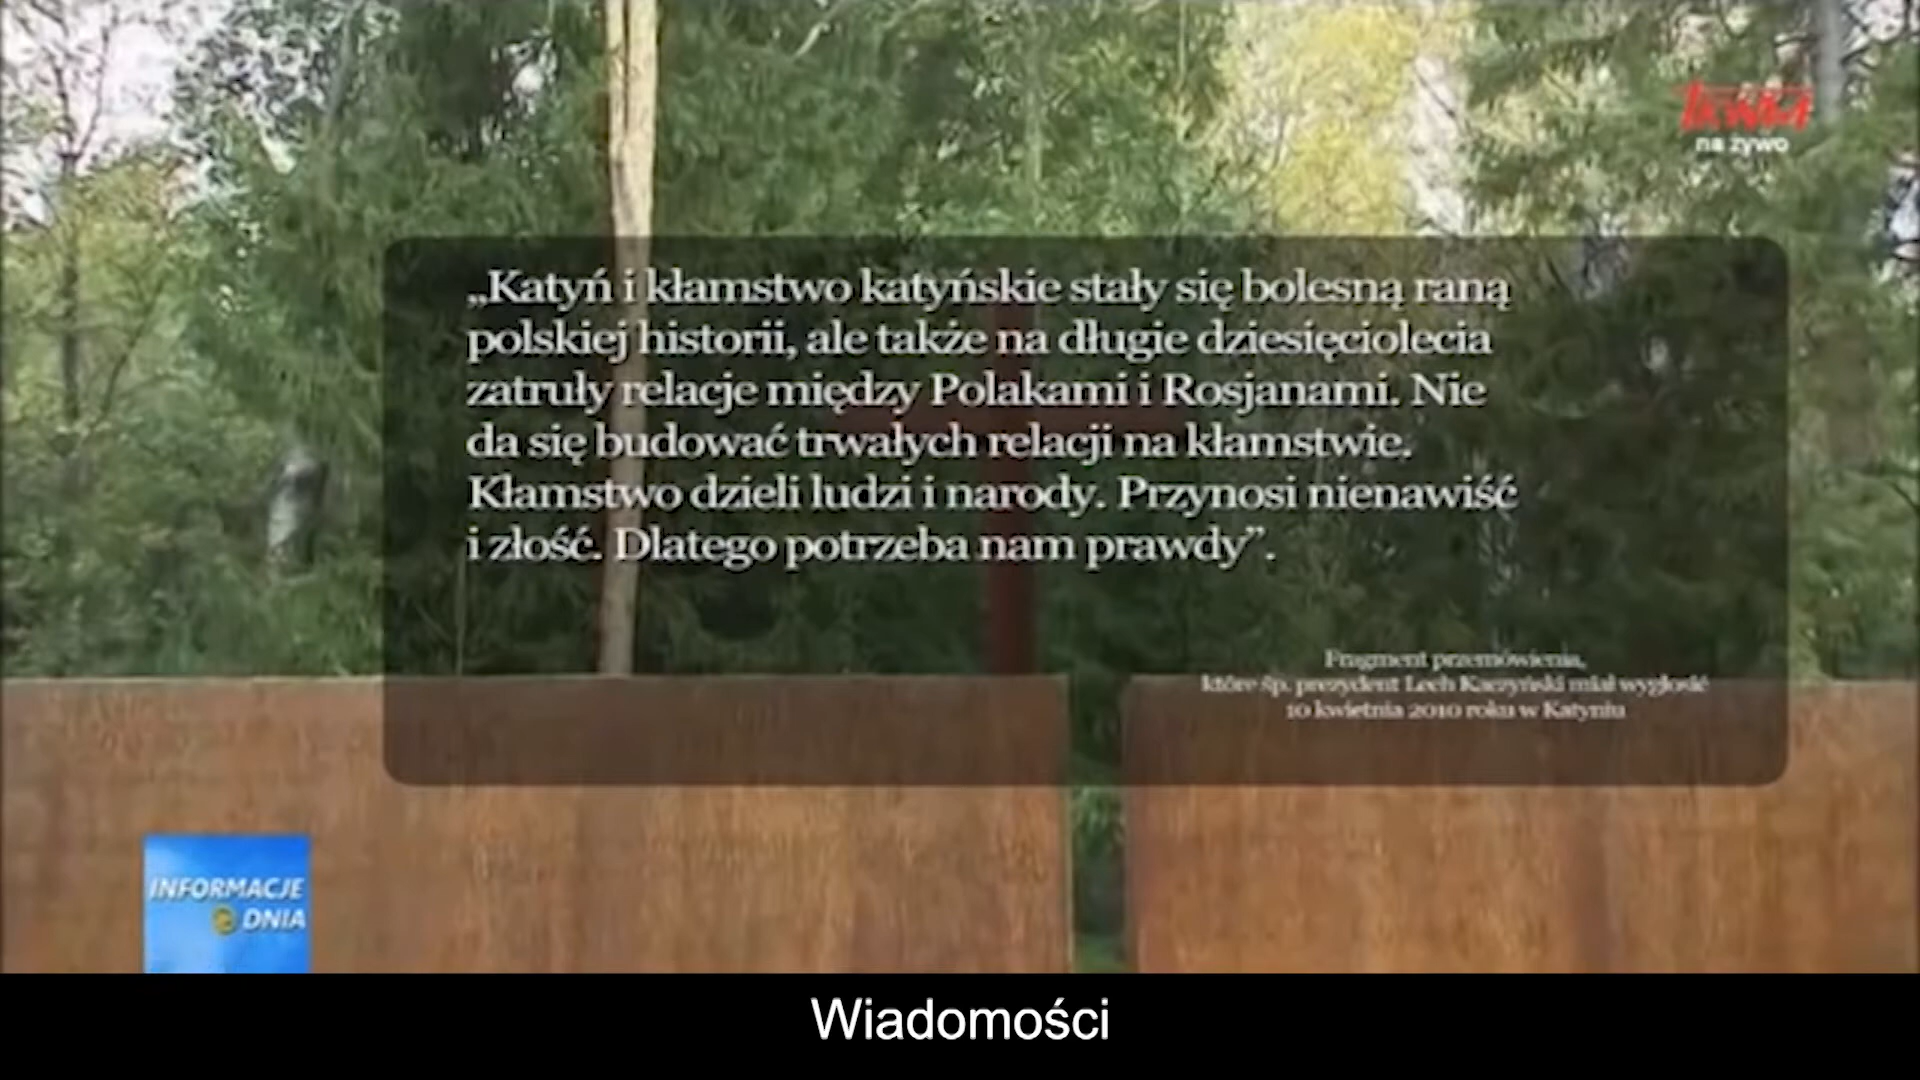 Trwam
na żywo
„Katyń i kłamstwo katyńskie stały się bolesną raną
polskiej historii, ale także na długie dziesięciolecia
zatruły relacje między Polakami i Rosjanami. Nie
da się budować trwałych relacji na kłamstwie.
Kłamstwo dzieli ludzi i narody. Przynosi nienawiść
i złość. Dlatego potrzeba nam prawdy”.
Fragment przemówienia,
które śp. prezydent Lech Kaczyński miał wygłosić
10 kwietnia 2010 roku w Katyniu
INFORMACJE
DNIA
Wiadomości